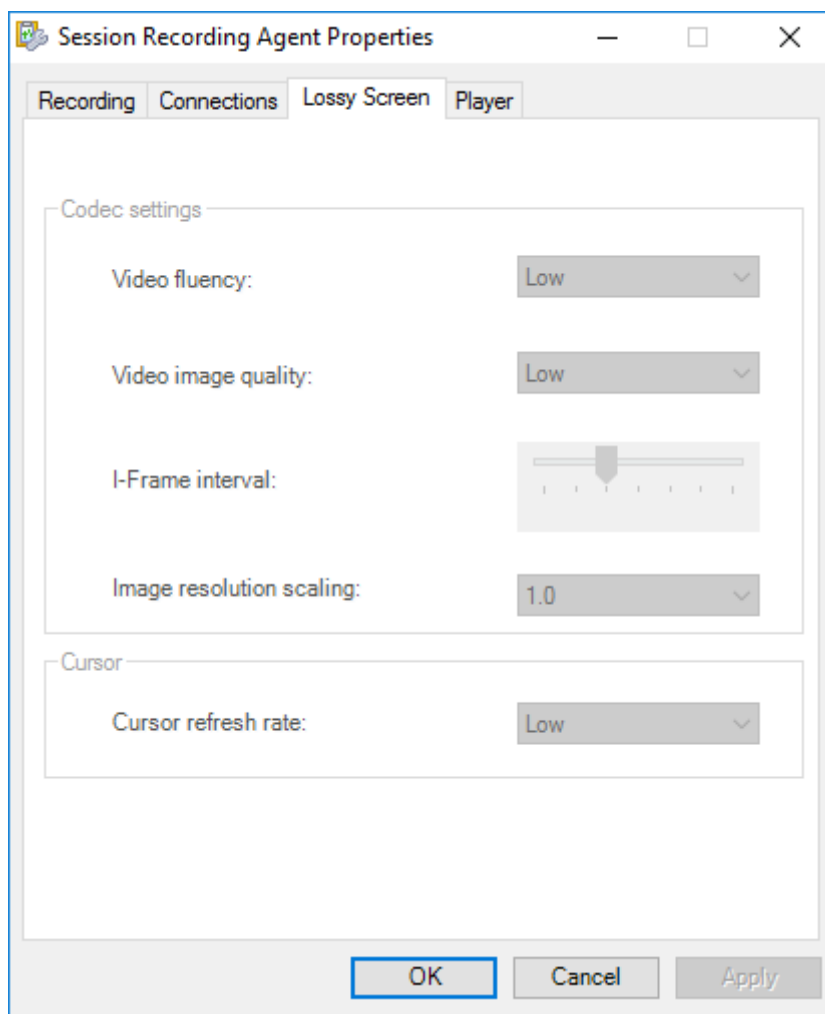 Session Recording Agent Properties
Recording Connections Lossy Screen Player
Codec settings
Video fluency: Low
Video image quality: Low
I-Frame interval:
Image resolution scaling: 1.0
Cursor
Cursor refresh rate: Low
OK Cancel Apply